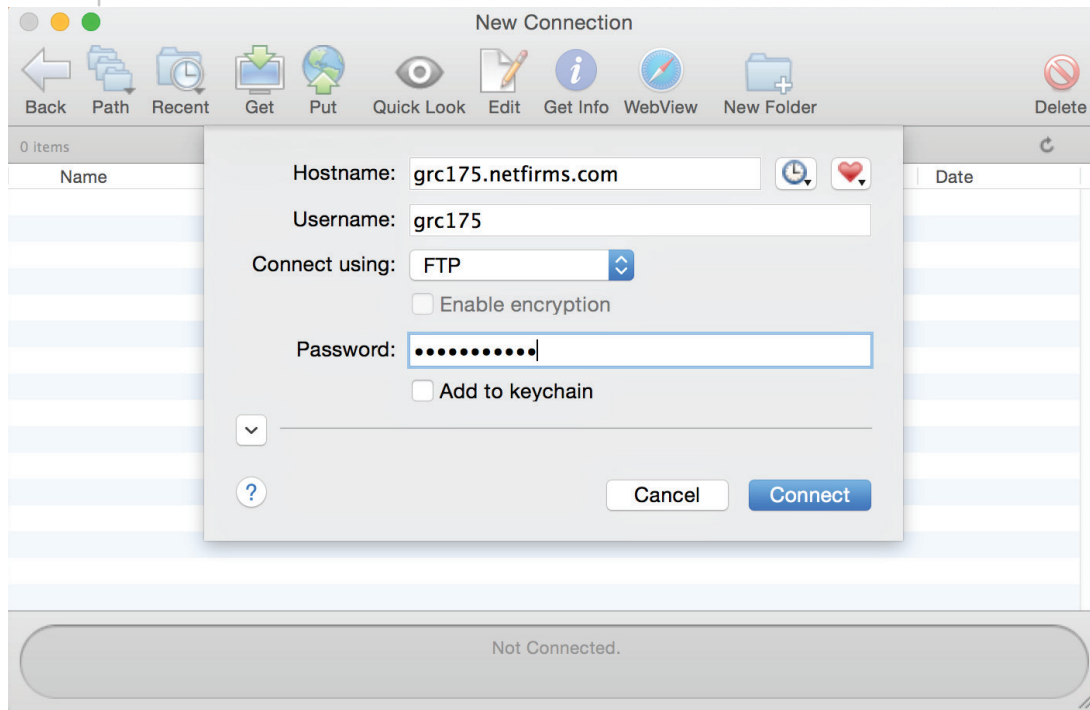 New Connection
Back Path Recent Get Put Quick Look Edit Get Info WebView New Folder Delete
0 items
Name Date
Hostname: grc175.netfirms.com
Username: grc175
Connect using: FTP
Enable encryption
Password: •••••••••••
Add to keychain
? Cancel Connect
Not Connected.